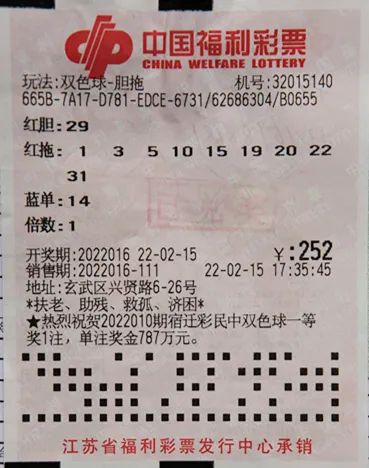 中国福利彩票
CHINA WELFARE LOTTERY
玩法:双色球-胆拖 机号:32015140
665B-7A17-D781-EDCE-6731/62686304/B0655
红胆:29
红拖: 1 3 5 10 15 19 20 22
31
蓝单:14
倍数:1
开奖期:2022016 22-02-15 ¥:252
销售期:2022016-111 22-02-15 17:35:45
地址:玄武区兴贤路6-26号
*扶老、助残、救孤、济困*
★热烈祝贺2022010期宿迁彩民中双色球一等
奖1注,单注奖金787万元。
江苏省福利彩票发行中心承销